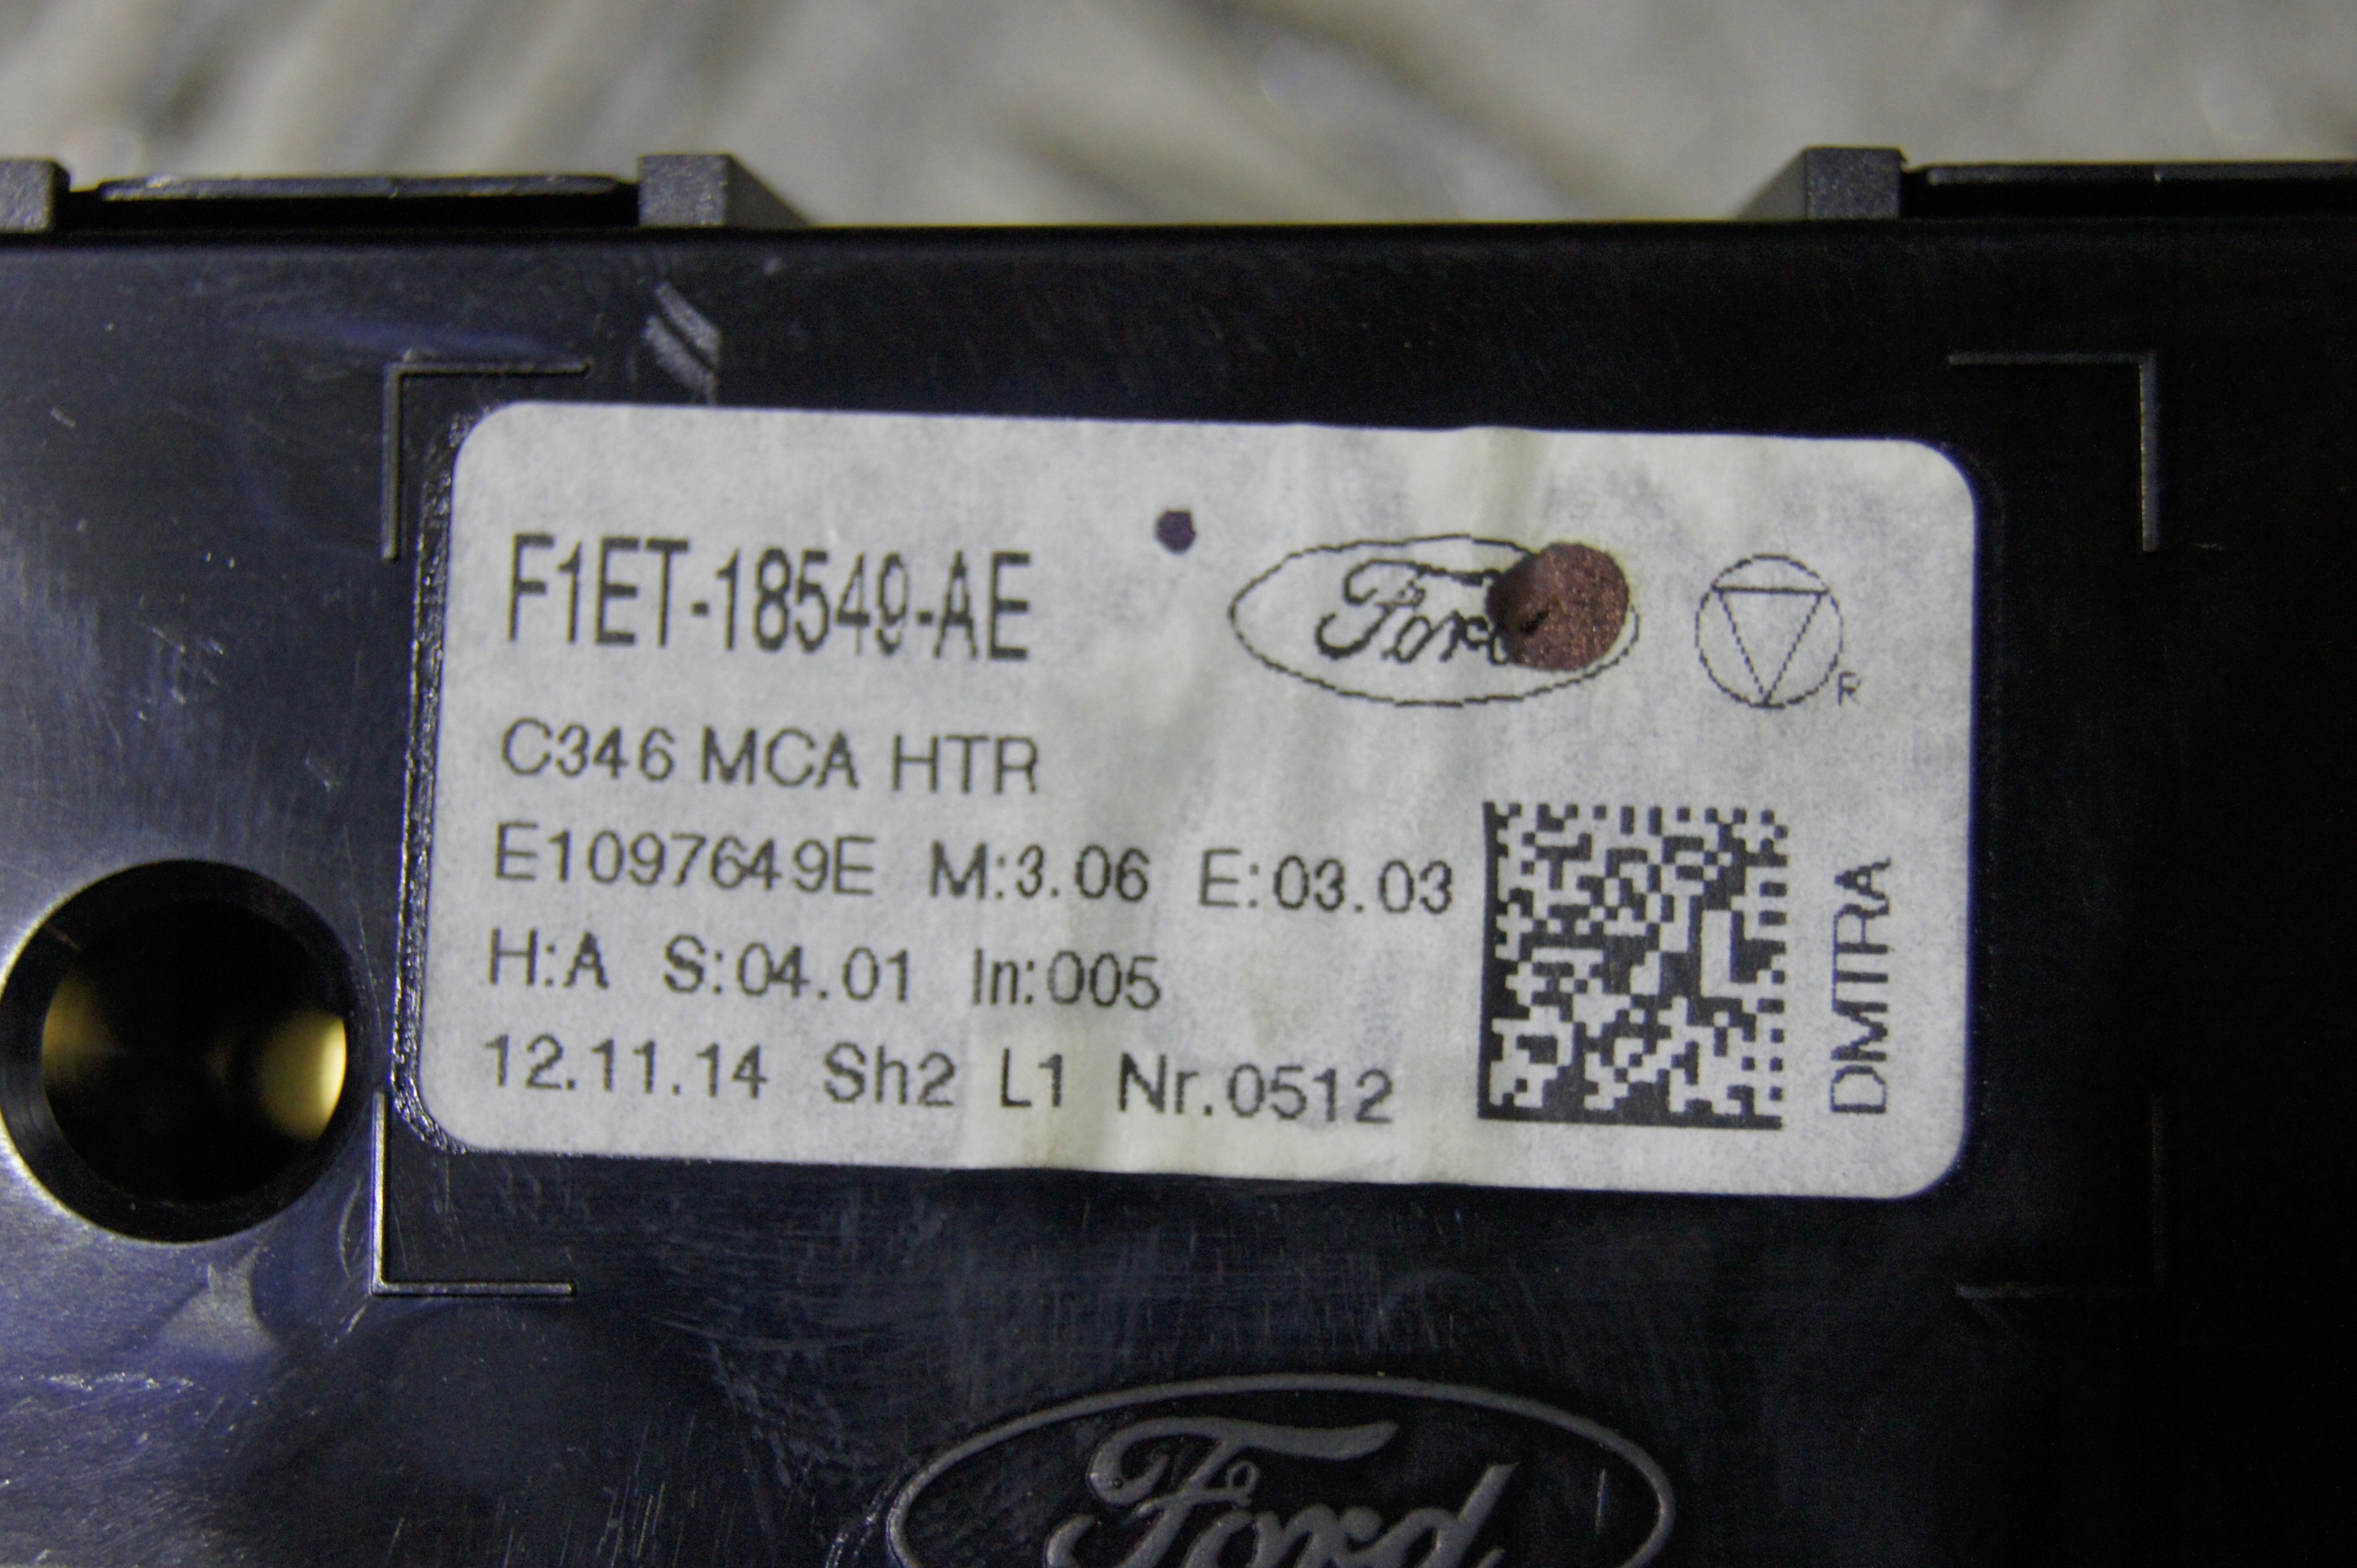 F1ET-18549-AE
Ford
R
C346 MCA HTR
E1097649E M:3.06 E:03.03
H:A S:04.01 In:005
12.11.14 Sh2 L1 Nr.0512
DMTRA
Ford